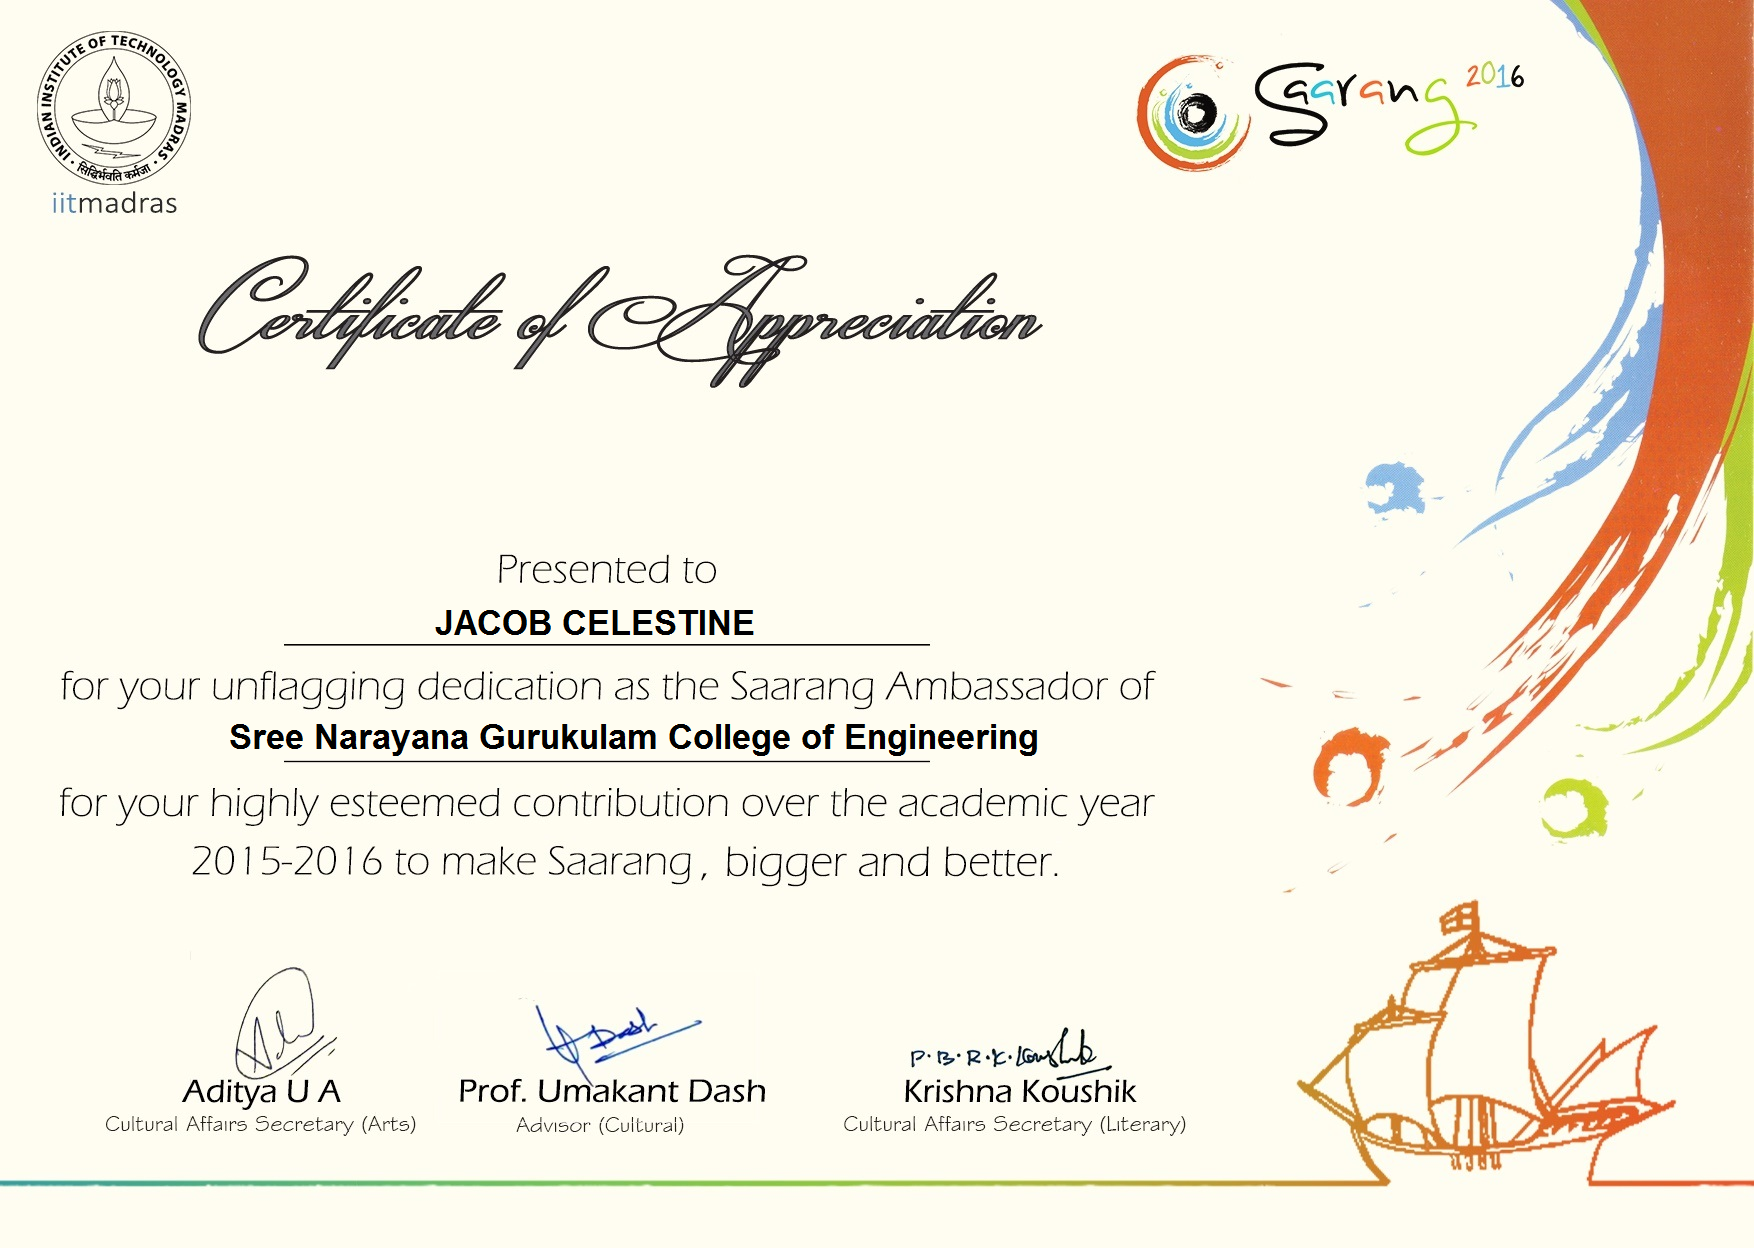 INDIAN INSTITUTE OF TECHNOLOGY MADRAS
सिद्धिर्भवति कर्मजा
iitmadras
Saarang 2016
Certificate of Appreciation
Presented to
JACOB CELESTINE
for your unflagging dedication as the Saarang Ambassador of
Sree Narayana Gurukulam College of Engineering
for your highly esteemed contribution over the academic year
2015-2016 to make Saarang, bigger and better.
Dash
P.B.R.K. Koushik
Aditya U A
Prof. Umakant Dash
Krishna Koushik
Cultural Affairs Secretary (Arts)
Advisor (Cultural)
Cultural Affairs Secretary (Literary)